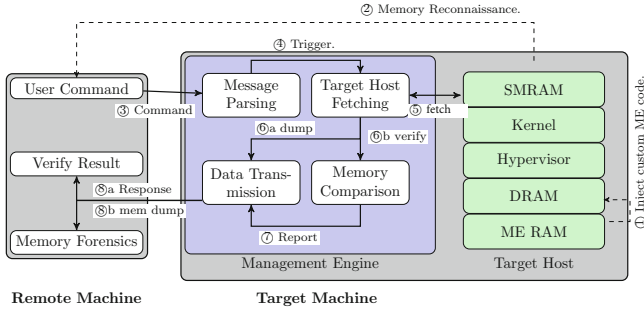 ② Memory Reconnaissance.
④ Trigger.
User Command
Message
Parsing
Target Host
Fetching
SMRAM
③ Command
⑤ fetch
⑥a dump
⑥b verify
Kernel
Verify Result
Data Trans-
mission
Memory
Comparison
Hypervisor
⑧a Response
⑧b mem dump
DRAM
Memory Forensics
⑦ Report
ME RAM
① Inject custom ME code.
Management Engine
Target Host
Remote Machine
Target Machine